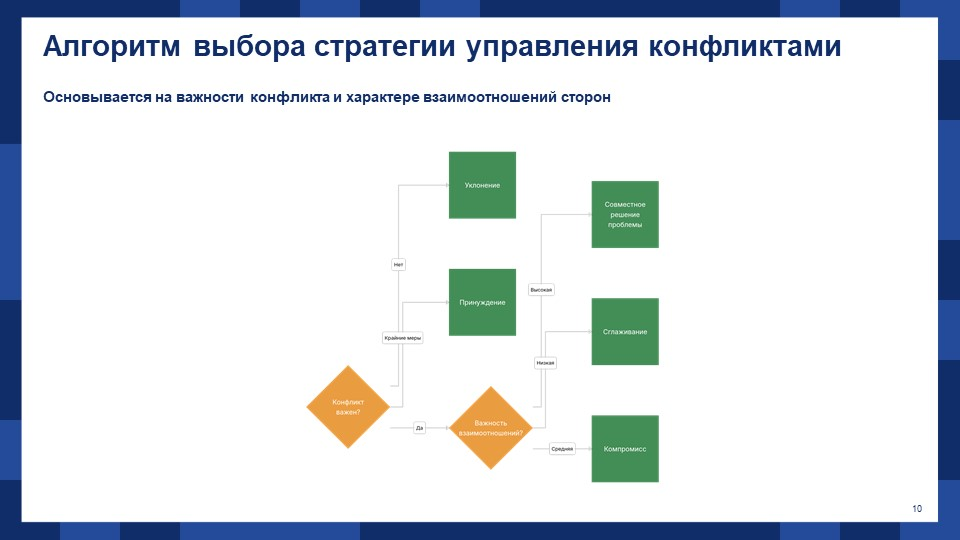 Алгоритм выбора стратегии управления конфликтами
Основывается на важности конфликта и характере взаимоотношений сторон
Уклонение
Совместное
решение
проблемы
Нет
Принуждение
Высокая
Крайние меры
Сглаживание
Низкая
Конфликт
важен?
Да
Важность
взаимоотношений?
Средняя
Компромисс
10